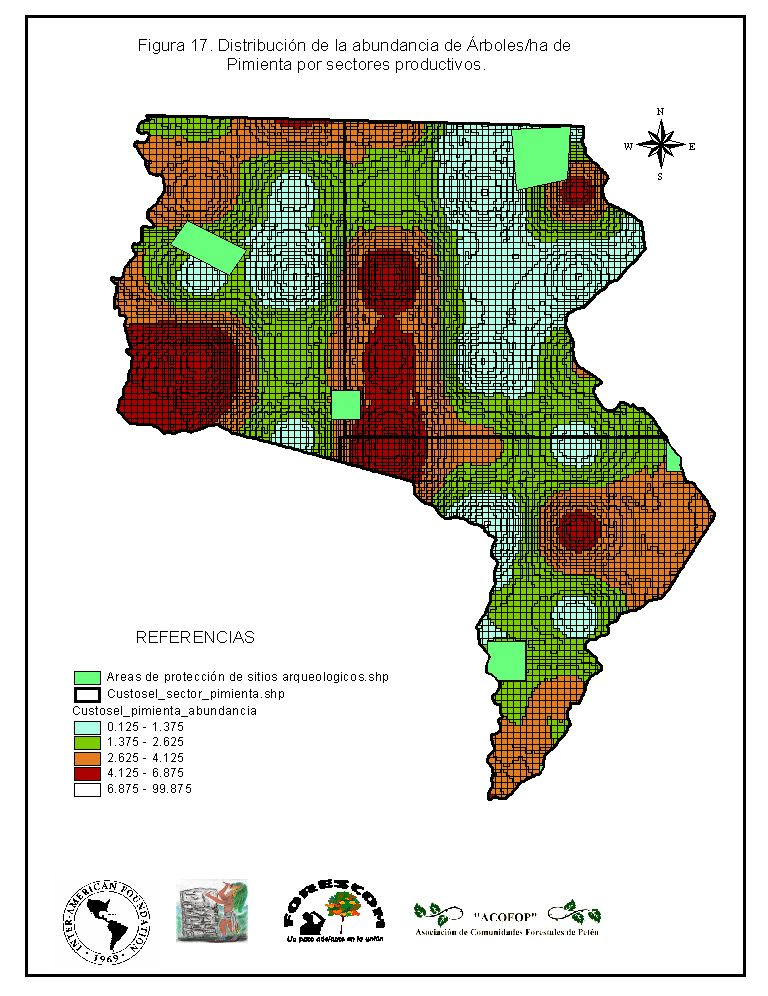 Figura 17. Distribución de la abundancia de Árboles/ha de
Pimienta por sectores productivos.
N
W E
S
REFERENCIAS
Areas de protección de sitios arqueologicos.shp
Custosel_sector_pimienta.shp
Custosel_pimienta_abundancia
0.125 - 1.375
1.375 - 2.625
2.625 - 4.125
4.125 - 6.875
6.875 - 99.875
INTER-AMERICAN FOUNDATION
• 1969 •
FORESCOM
Un paso adelante en la unión
"ACOFOP"
Asociación de Comunidades Forestales de Petén